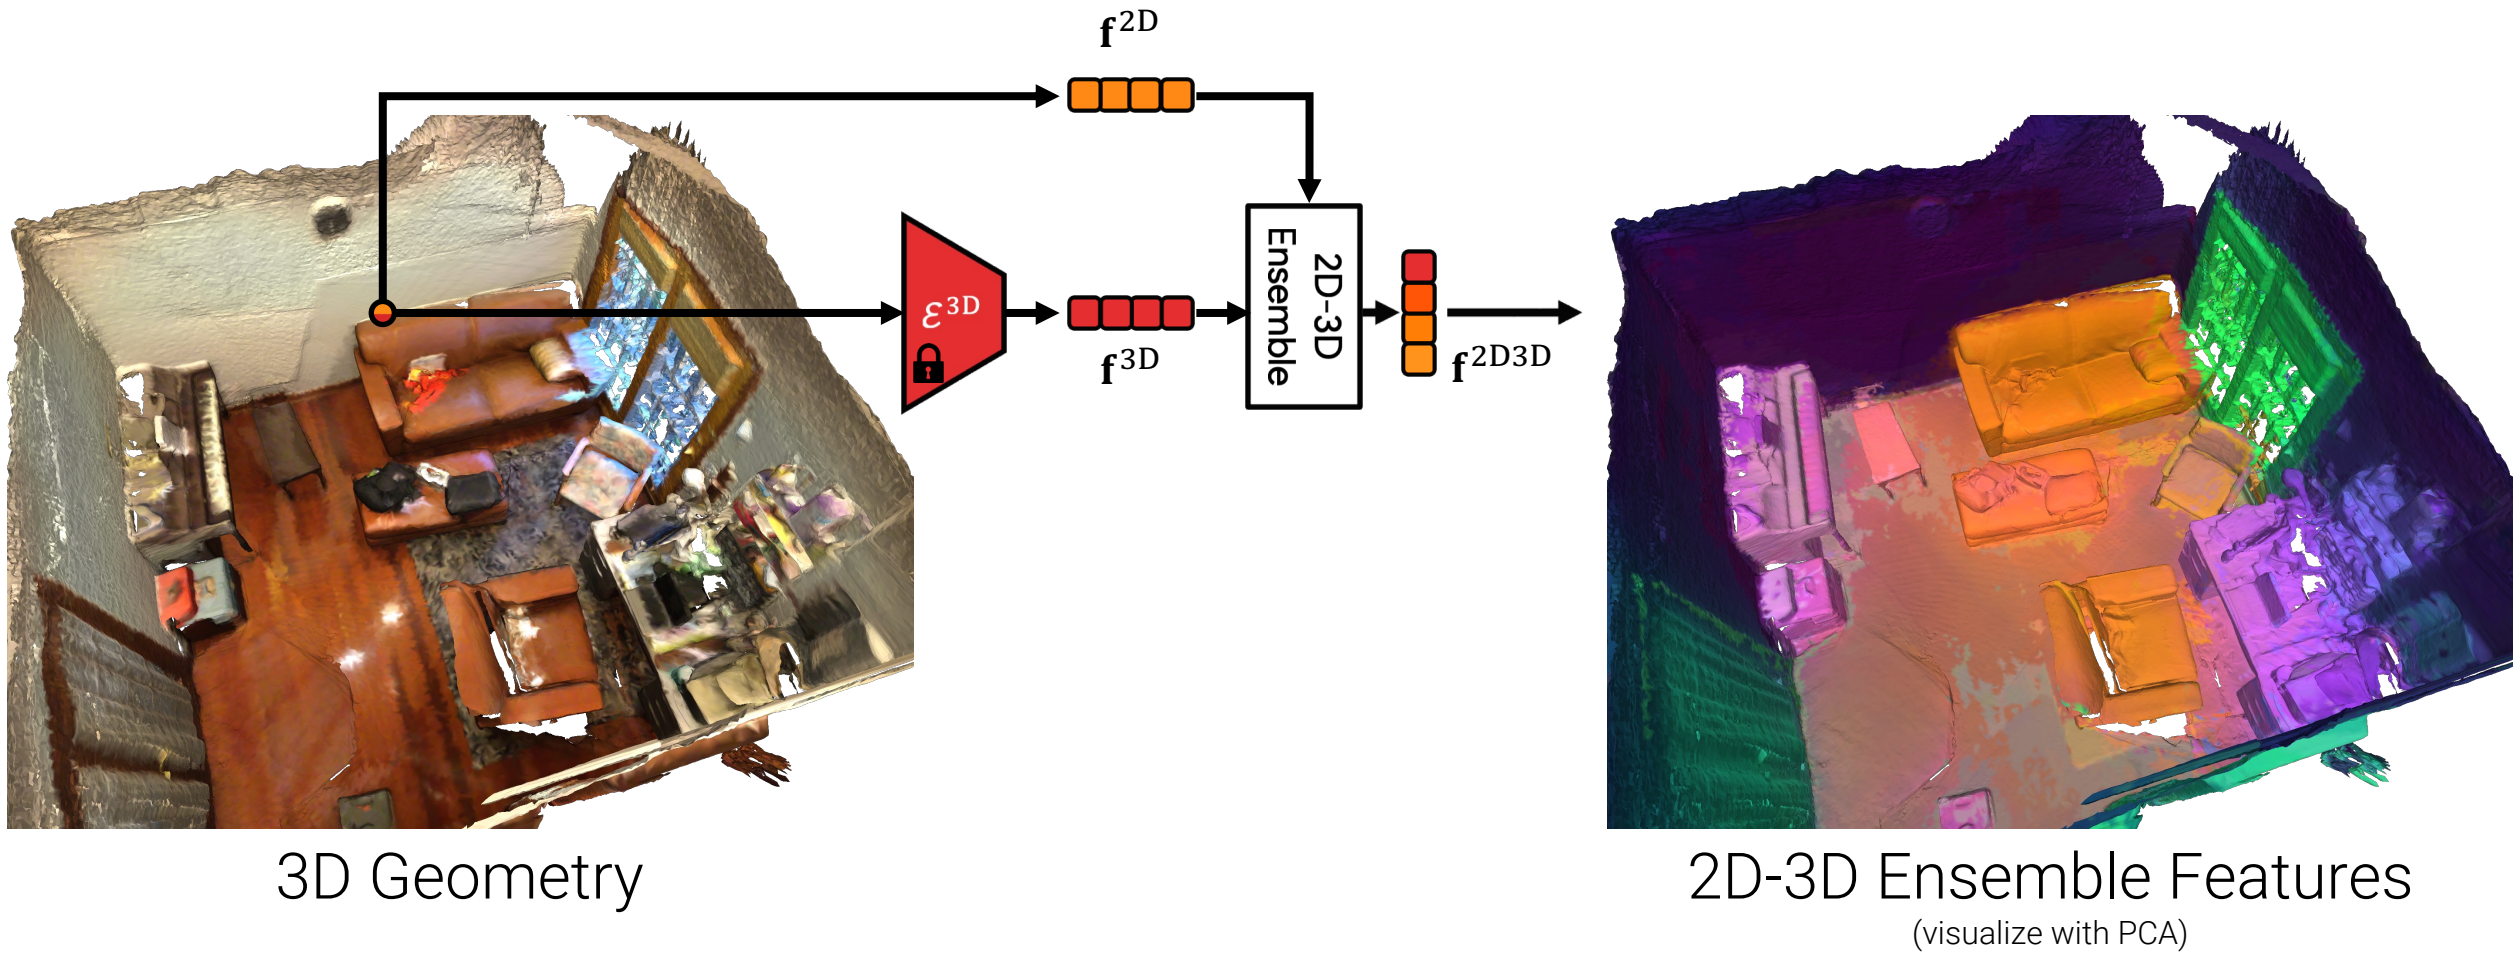 f^2D
ε^3D
f^3D
2D-3D
Ensemble
f^2D3D
3D Geometry
2D-3D Ensemble Features
(visualize with PCA)